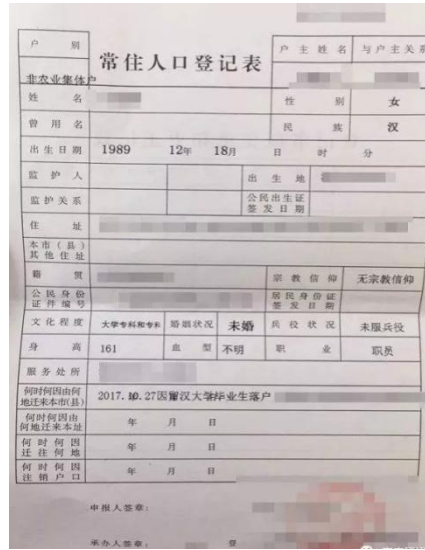 户 别
非农业集体户
常住人口登记表
户主姓名 与户主关系
姓 名 性 别 女
曾用名 民 族 汉
出生日期 1989 12年 18月 日 时 分
监护人 出生地
监护关系 公民出生证
签发日期
住 址
本市（县）
其他住址
籍 贯 宗教信仰 无宗教信仰
公民身份
证件编号 居民身份证
签发日期
文化程度 大学专科和专科 婚姻状况 未婚 兵役状况 未服兵役
身 高 161 血 型 不明 职 业 职员
服务处所
何时何因由何
地迁来本市(县) 2017.10.27因留汉大学毕业生落户
何时何因由
何地迁来本址 年 月 日
何时何因
迁往何地 年 月 日
何时何因
注销户口 年 月 日
申报人签章：
承办人签章： 登